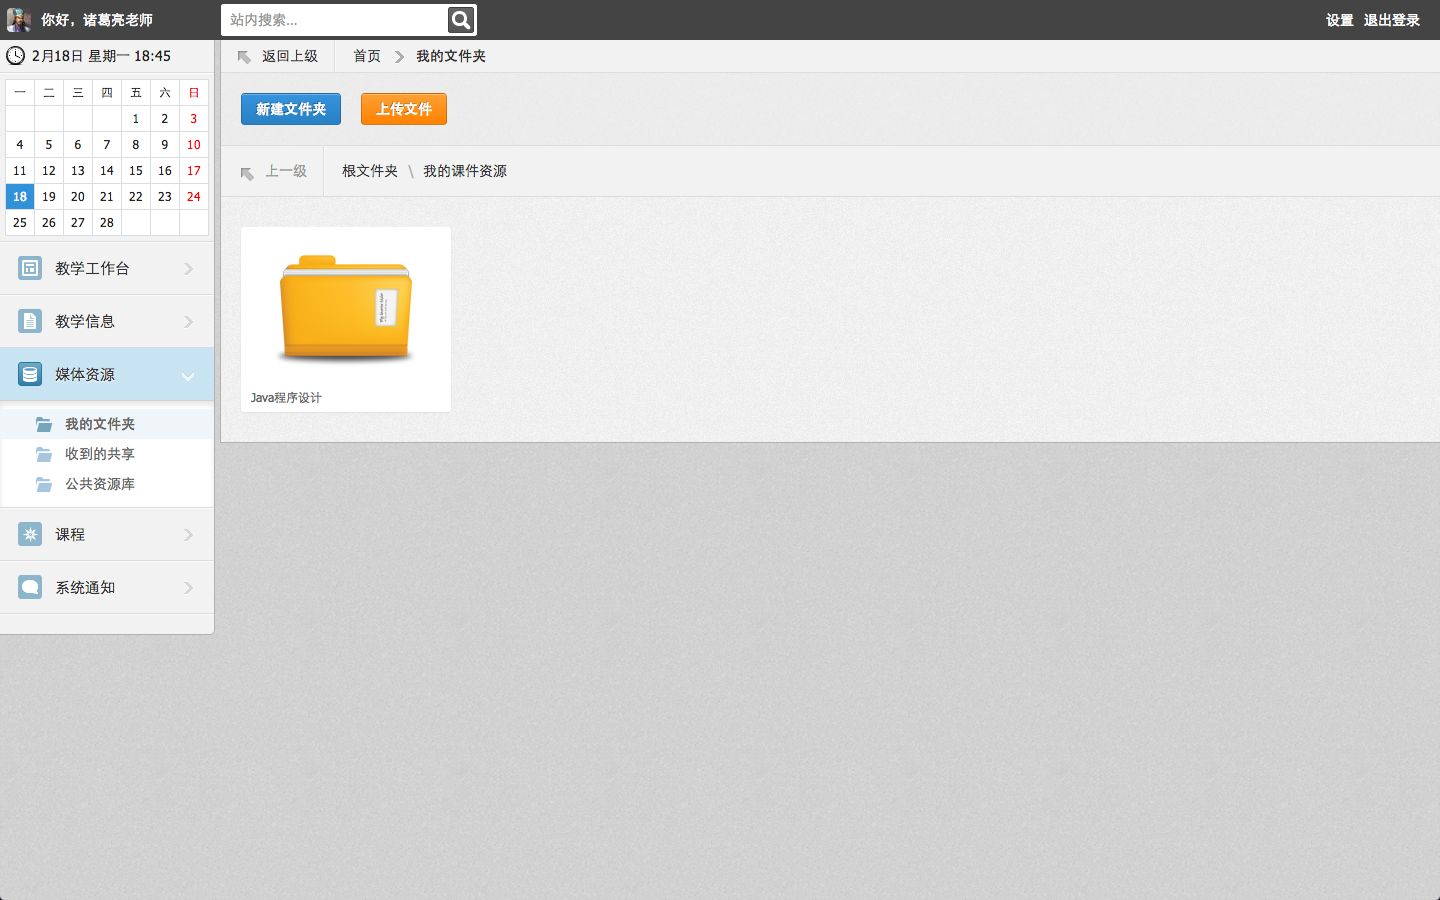 你好，诸葛亮老师
站内搜索...
设置 退出登录
2月18日 星期一 18:45
返回上级 首页 我的文件夹
一 二 三 四 五 六 日
1 2 3
4 5 6 7 8 9 10
11 12 13 14 15 16 17
18 19 20 21 22 23 24
25 26 27 28
新建文件夹 上传文件
上一级 根文件夹 \ 我的课件资源
Java程序设计
教学工作台
教学信息
媒体资源
我的文件夹
收到的共享
公共资源库
课程
系统通知